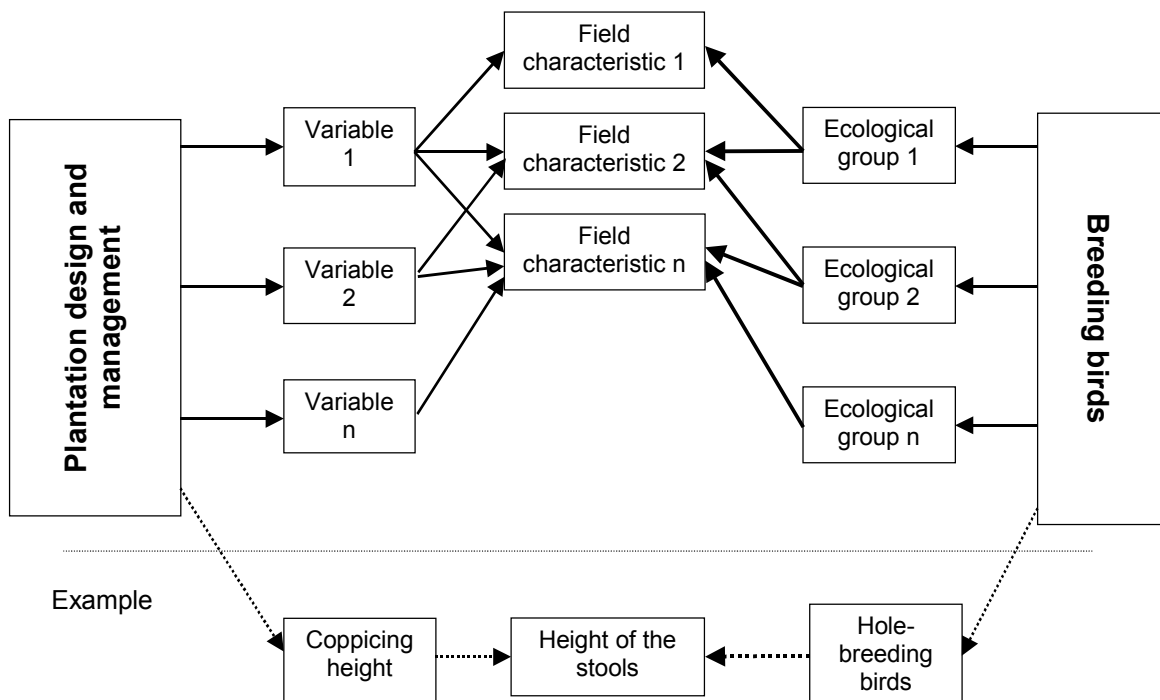 Plantation design and
management
Variable
1
Variable
2
Variable
n
Field
characteristic 1
Field
characteristic 2
Field
characteristic n
Ecological
group 1
Ecological
group 2
Ecological
group n
Breeding birds
Example
Coppicing
height
Height of the
stools
Hole-
breeding
birds